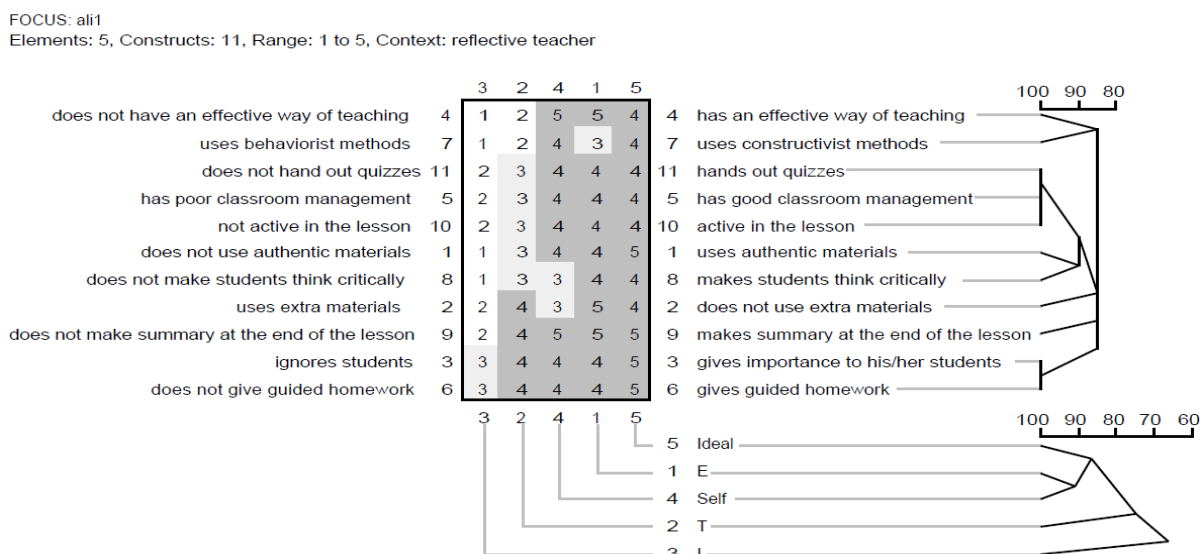 FOCUS: ali1
Elements: 5, Constructs: 11, Range: 1 to 5, Context: reflective teacher
3 2 4 1 5
100 90 80
does not have an effective way of teaching 4 1 2 5 5 4 4 has an effective way of teaching
uses behaviorist methods 7 1 2 4 3 4 7 uses constructivist methods
does not hand out quizzes 11 2 3 4 4 4 11 hands out quizzes
has poor classroom management 5 2 3 4 4 4 5 has good classroom management
not active in the lesson 10 2 3 4 4 4 10 active in the lesson
does not use authentic materials 1 1 3 4 4 5 1 uses authentic materials
does not make students think critically 8 1 3 3 4 4 8 makes students think critically
uses extra materials 2 2 4 3 5 4 2 does not use extra materials
does not make summary at the end of the lesson 9 2 4 5 5 5 9 makes summary at the end of the lesson
ignores students 3 3 4 4 4 5 3 gives importance to his/her students
does not give guided homework 6 3 4 4 4 5 6 gives guided homework
3 2 4 1 5
100 90 80 70 60
5 Ideal
1 E
4 Self
2 T
3